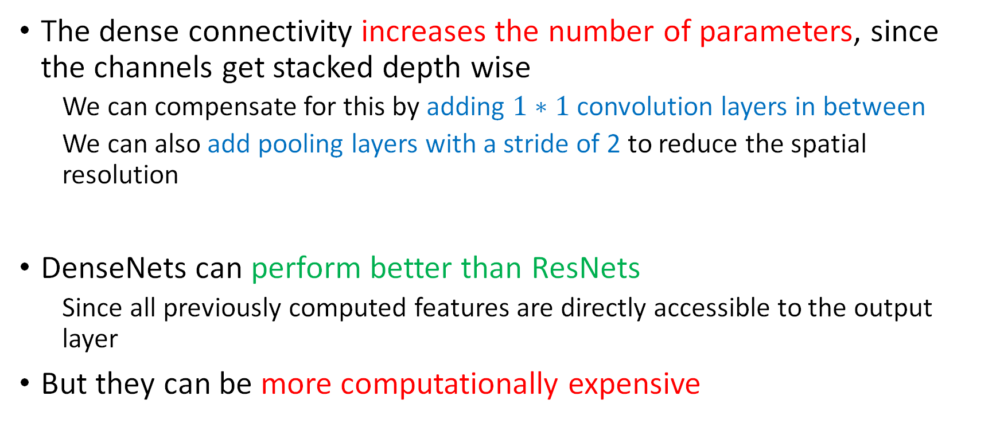 • The dense connectivity increases the number of parameters, since
the channels get stacked depth wise
We can compensate for this by adding 1 ∗ 1 convolution layers in between
We can also add pooling layers with a stride of 2 to reduce the spatial
resolution
• DenseNets can perform better than ResNets
Since all previously computed features are directly accessible to the output
layer
• But they can be more computationally expensive